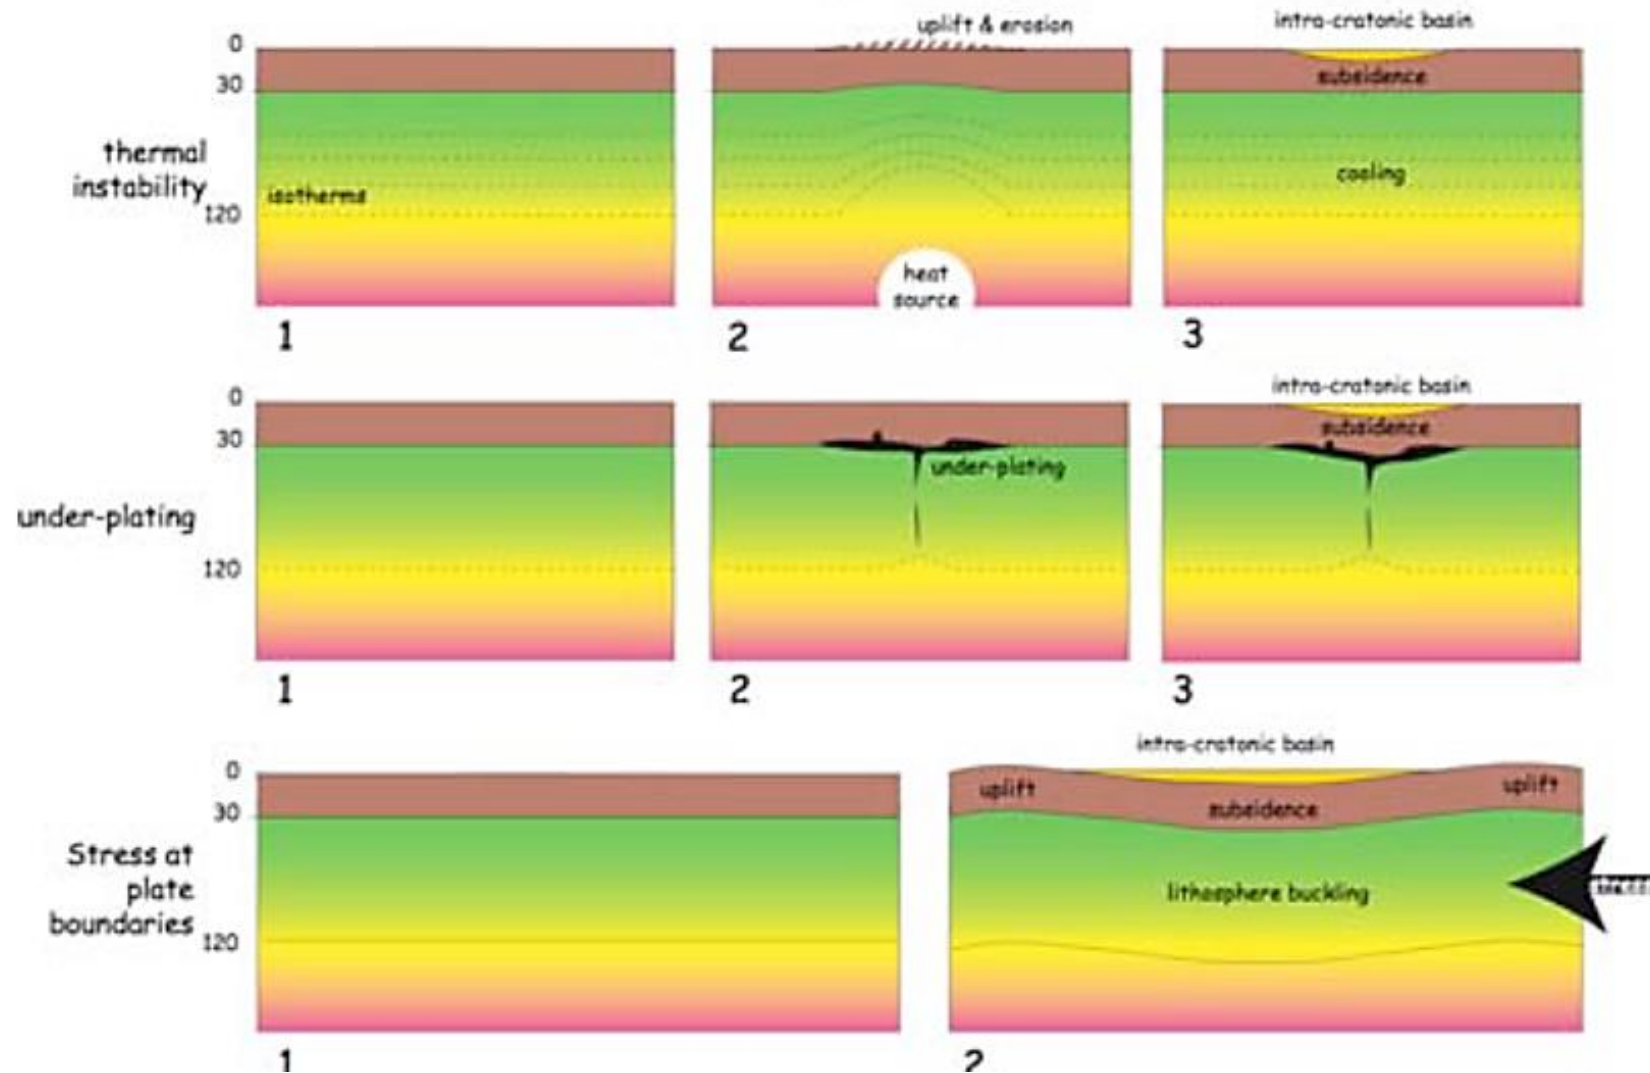 uplift & erosion
intra-cratonic basin
0
subsidence
30
thermal
instability
isotherms
cooling
120
heat
source
1
2
3
intra-cratonic basin
0
subsidence
30
under-plating
under-plating
120
1
2
3
intra-cratonic basin
0
uplift
uplift
30
subsidence
Stress at
plate
boundaries
lithosphere buckling
120
1
2